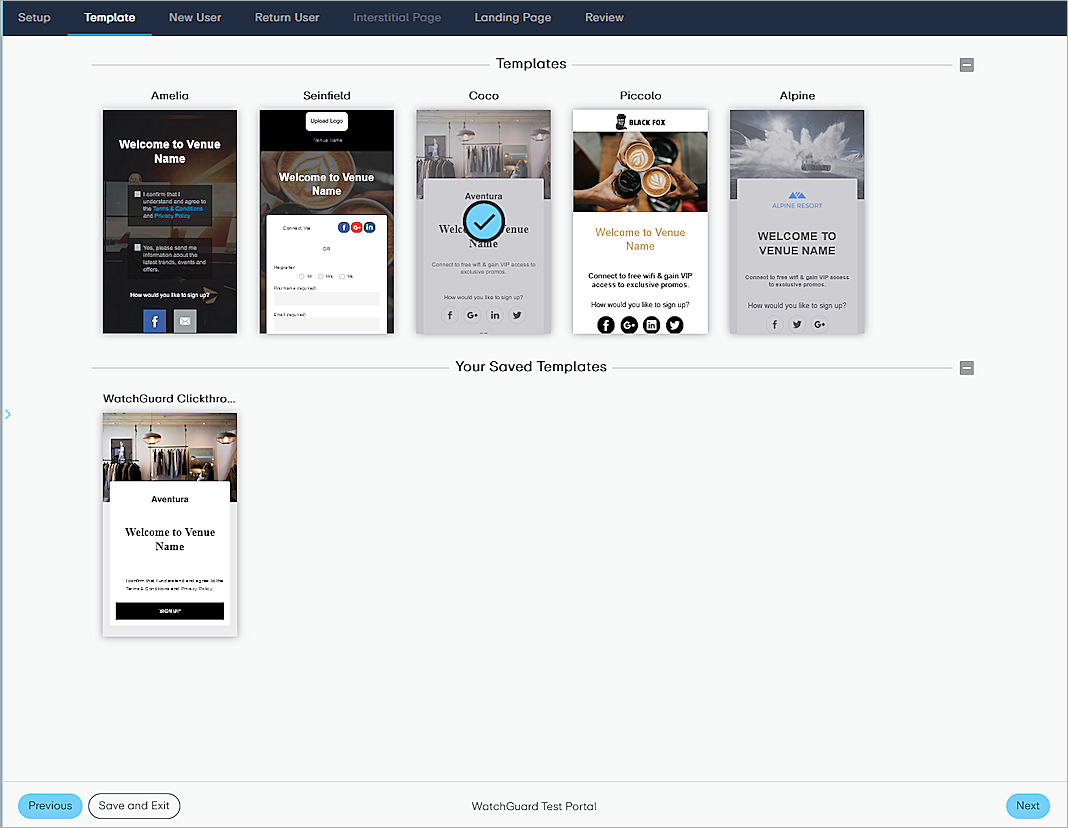 Setup
Template
New User
Return User
Interstitial Page
Landing Page
Review
Templates
Amelia
Seinfield
Coco
Piccolo
Alpine
Welcome to Venue
Name
I confirm that I
understand and agree to
the Terms & Conditions
and Privacy Policy
Yes, please send me
information about the
latest trends, events and
offers.
How would you like to sign up?
f
Upload Logo
Venue Name
Welcome to Venue
Name
Connect Via
f
G+
in
OR
Register
Mr
Mrs
Ms
First Name (required)
Email (required)
Aventura
Welc enue
Name
Connect to free wifi & gain VIP access to
exclusive promos.
How would you like to sign up?
f
G+
in
BLACK FOX
Welcome to Venue
Name
Connect to free wifi & gain VIP
access to exclusive promos.
How would you like to sign up?
f
G+
in
ALPINE RESORT
WELCOME TO
VENUE NAME
Connect to free wifi & gain VIP access
to exclusive promos.
How would you like to sign up?
f
G+
Your Saved Templates
WatchGuard Clickthro...
Aventura
Welcome to Venue
Name
I confirm that I understand and agree to the
Terms & Conditions and Privacy Policy
SIGN UP
Previous
Save and Exit
WatchGuard Test Portal
Next